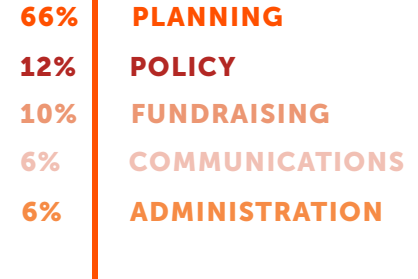 66% PLANNING
12% POLICY
10% FUNDRAISING
6% COMMUNICATIONS
6% ADMINISTRATION